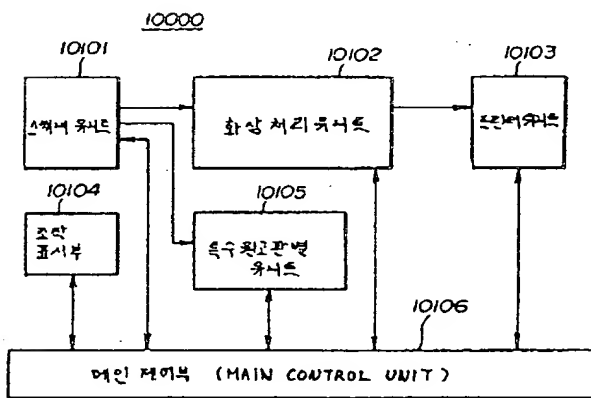 10000
10101
10102
10103
스캐너 유니트
화상 처리 유니트
프린터 유니트
10104
10105
조작
표시부
특수 원고 판별
유니트
10106
메인 제어부 (MAIN CONTROL UNIT)